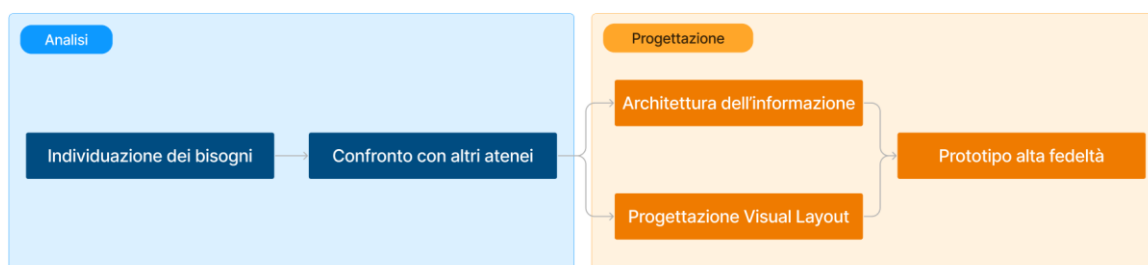 Analisi
Progettazione
Individuazione dei bisogni
Confronto con altri atenei
Architettura dell'informazione
Progettazione Visual Layout
Prototipo alta fedeltà